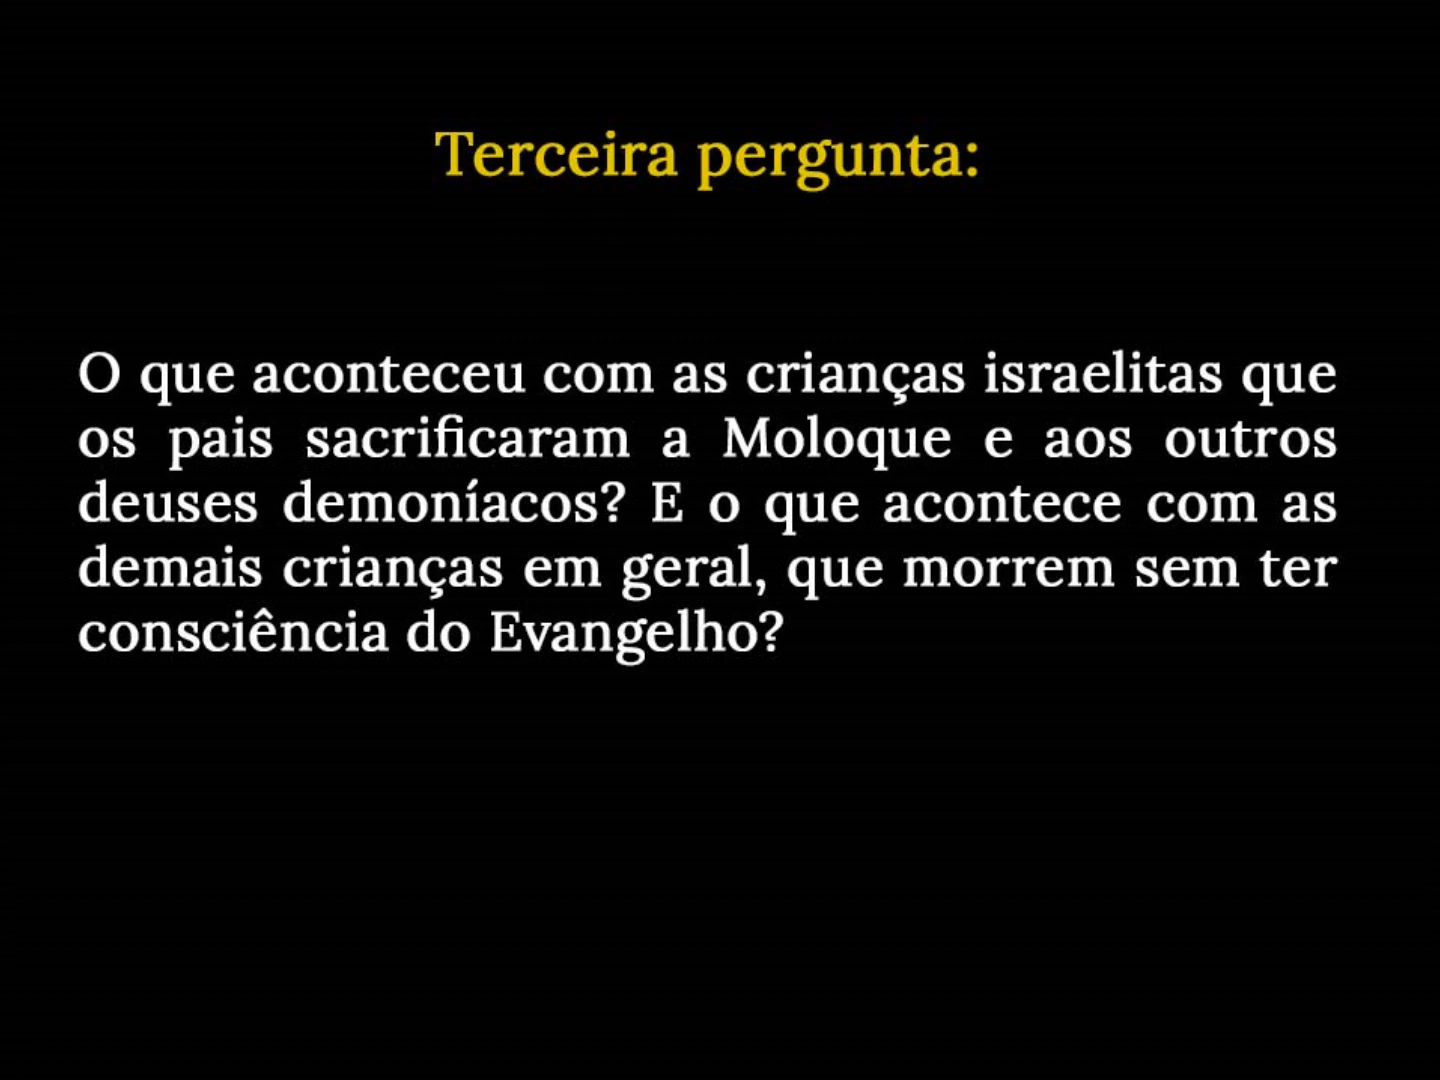 Terceira pergunta:
O que aconteceu com as crianças israelitas que
os pais sacrificaram a Moloque e aos outros
deuses demoníacos? E o que acontece com as
demais crianças em geral, que morrem sem ter
consciência do Evangelho?